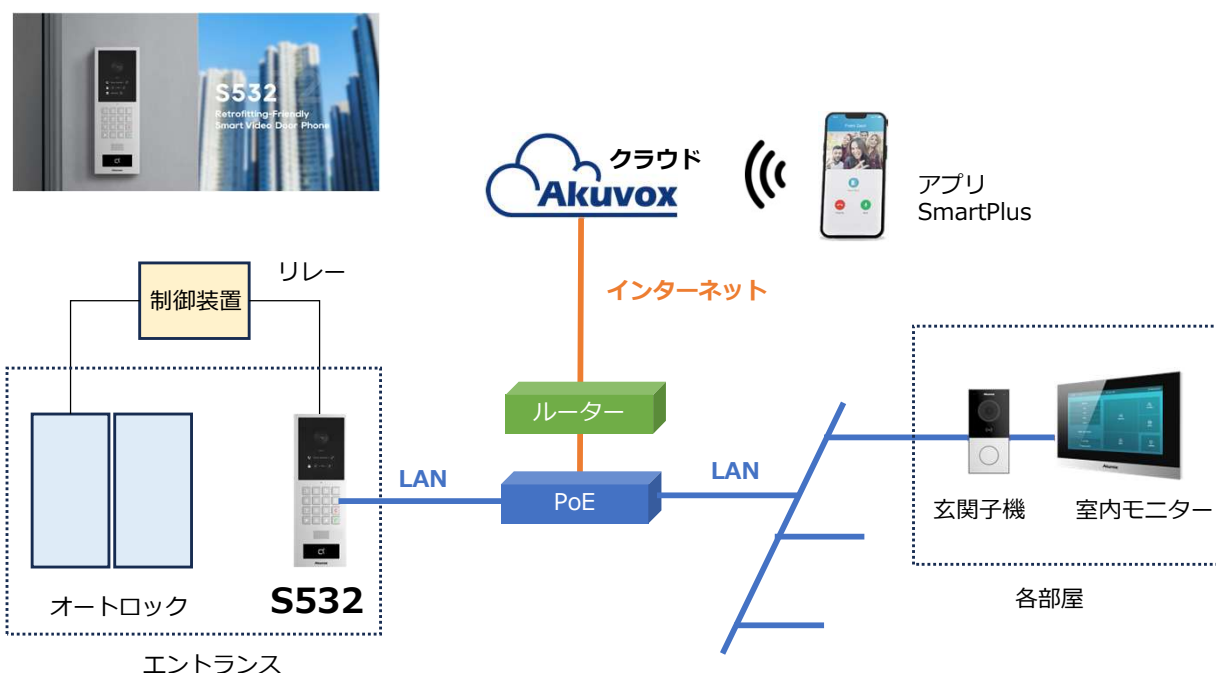 S532
Retrofitting-Friendly
Smart Video Door Phone
クラウド
Akuvox
アプリ
SmartPlus
リレー
制御装置
インターネット
ルーター
LAN
PoE
LAN
玄関子機
室内モニター
オートロック
S532
各部屋
エントランス